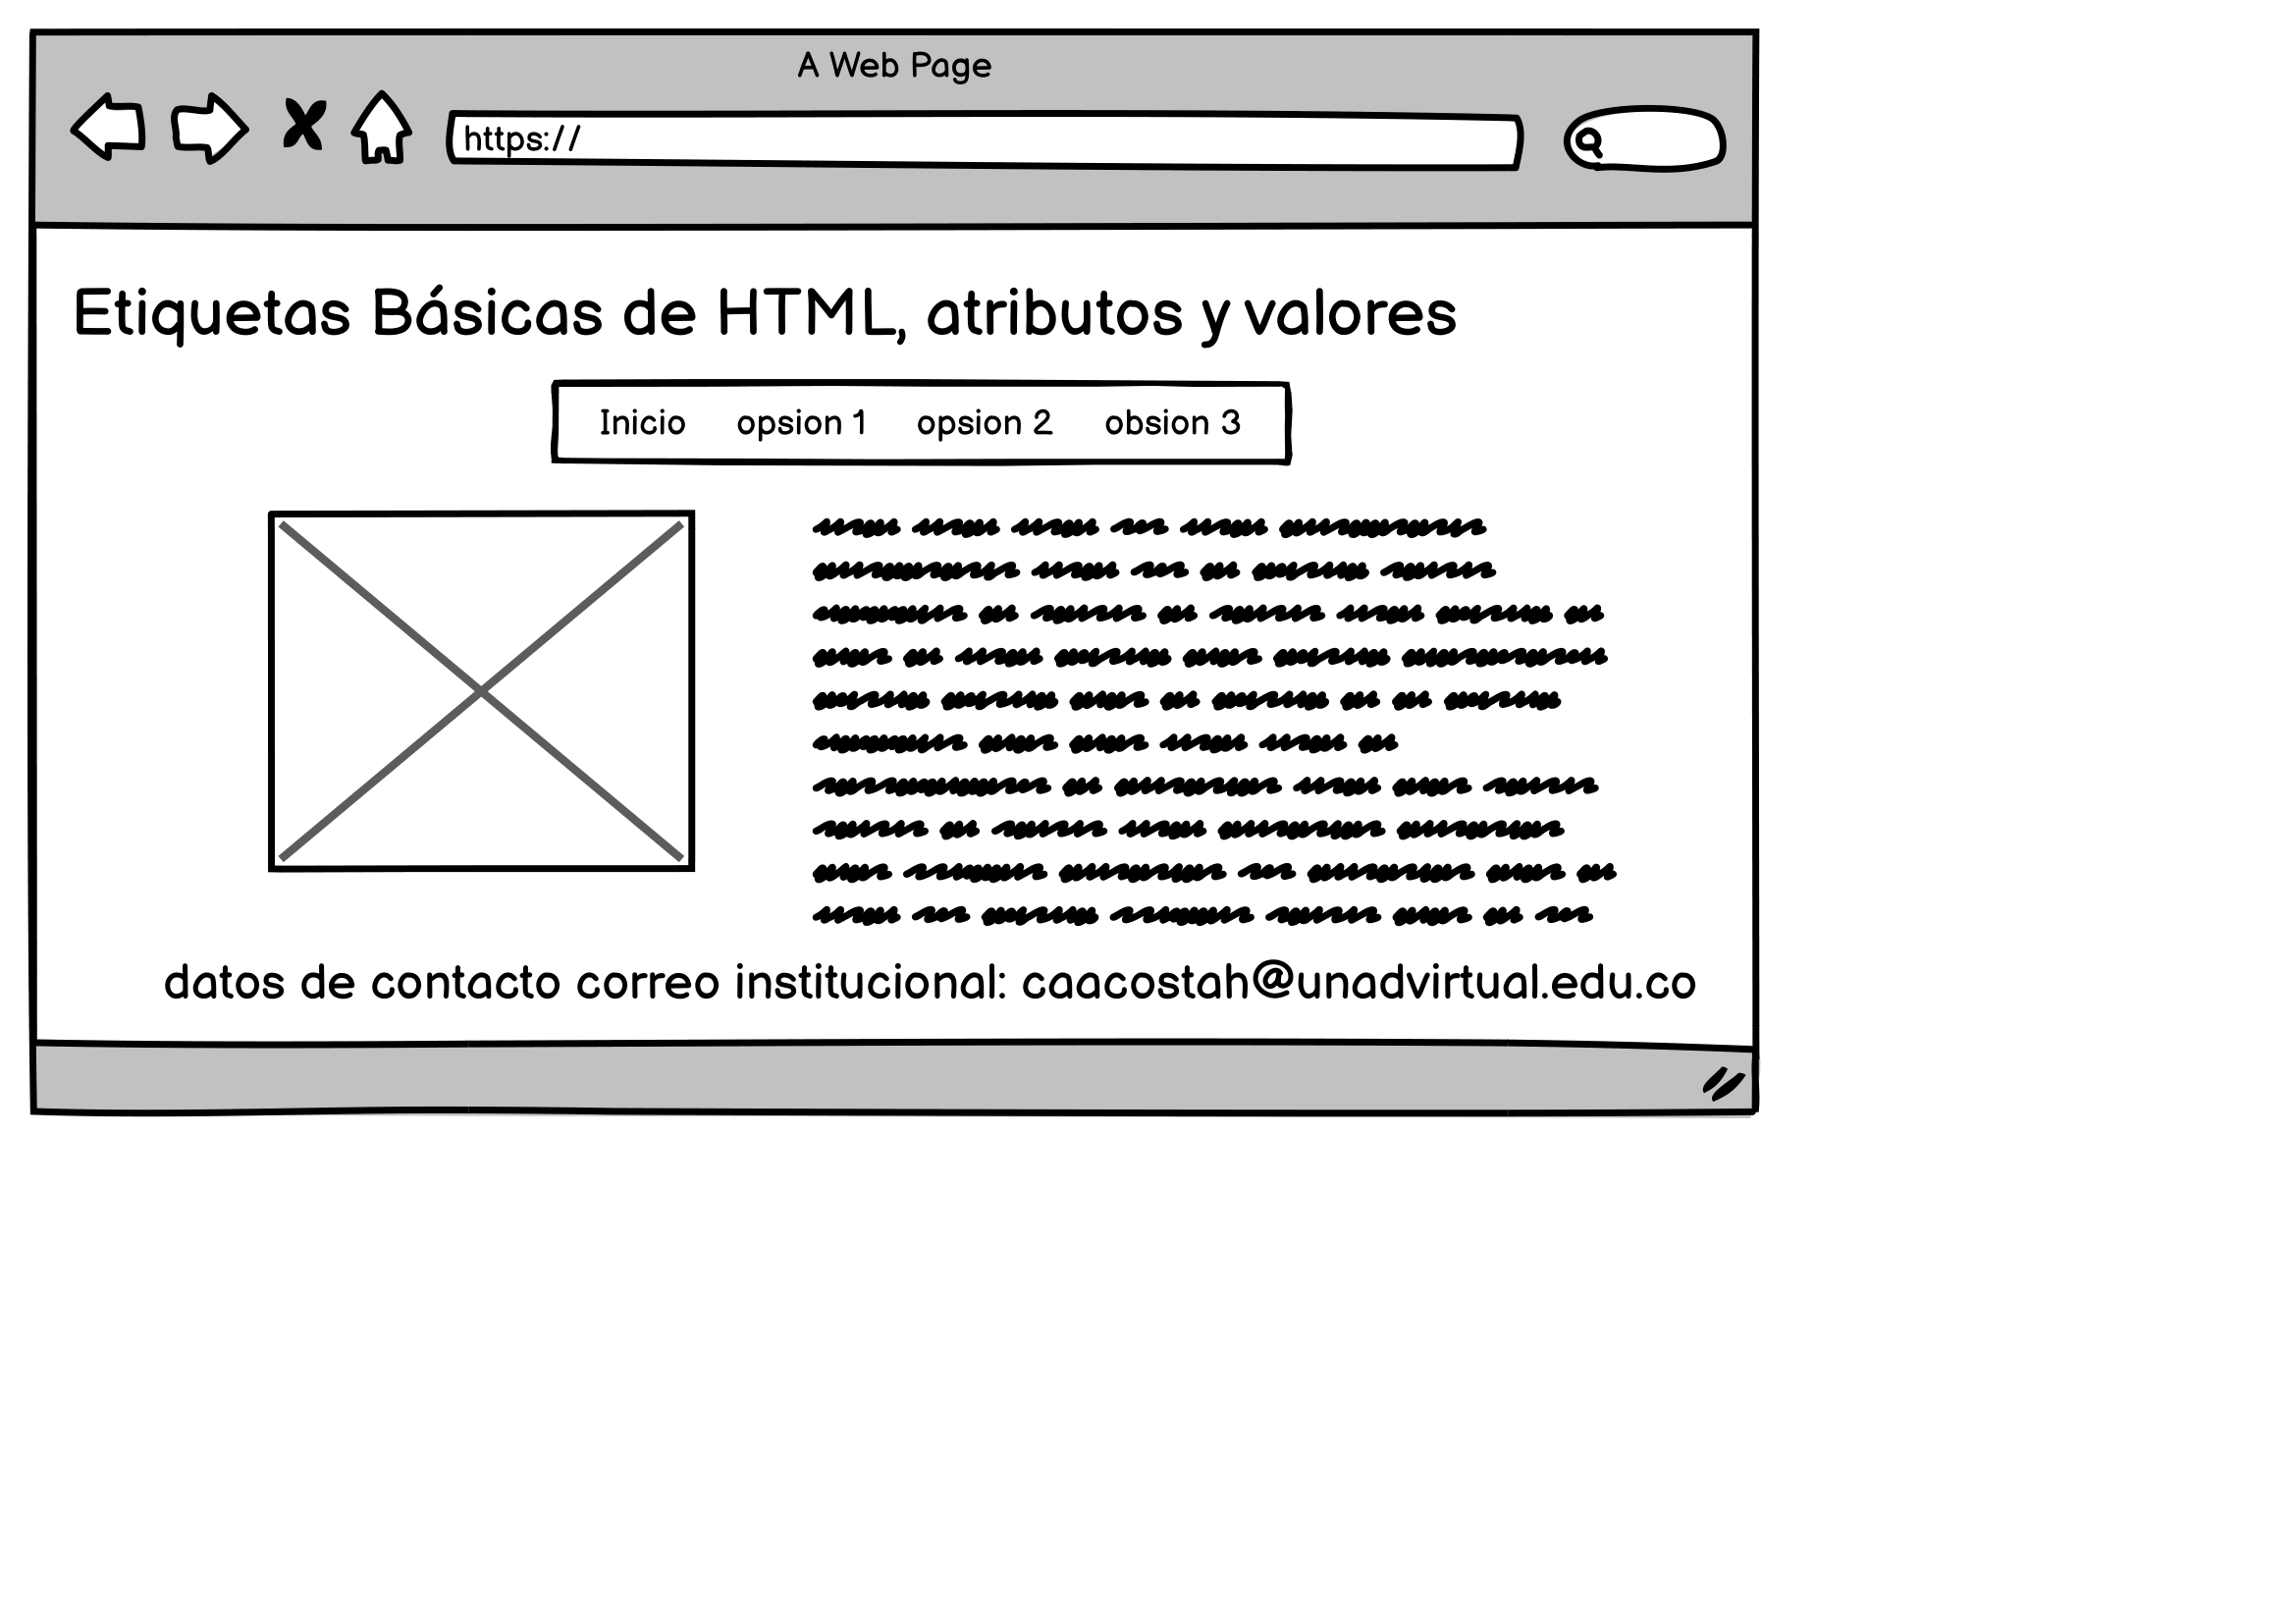 A Web Page
https://
Etiquetas Básicas de HTML, atributos y valores
Inicio opsion 1 opsion 2 obsion 3
datos de contacto correo institucional: caacostah@unadvirtual.edu.co